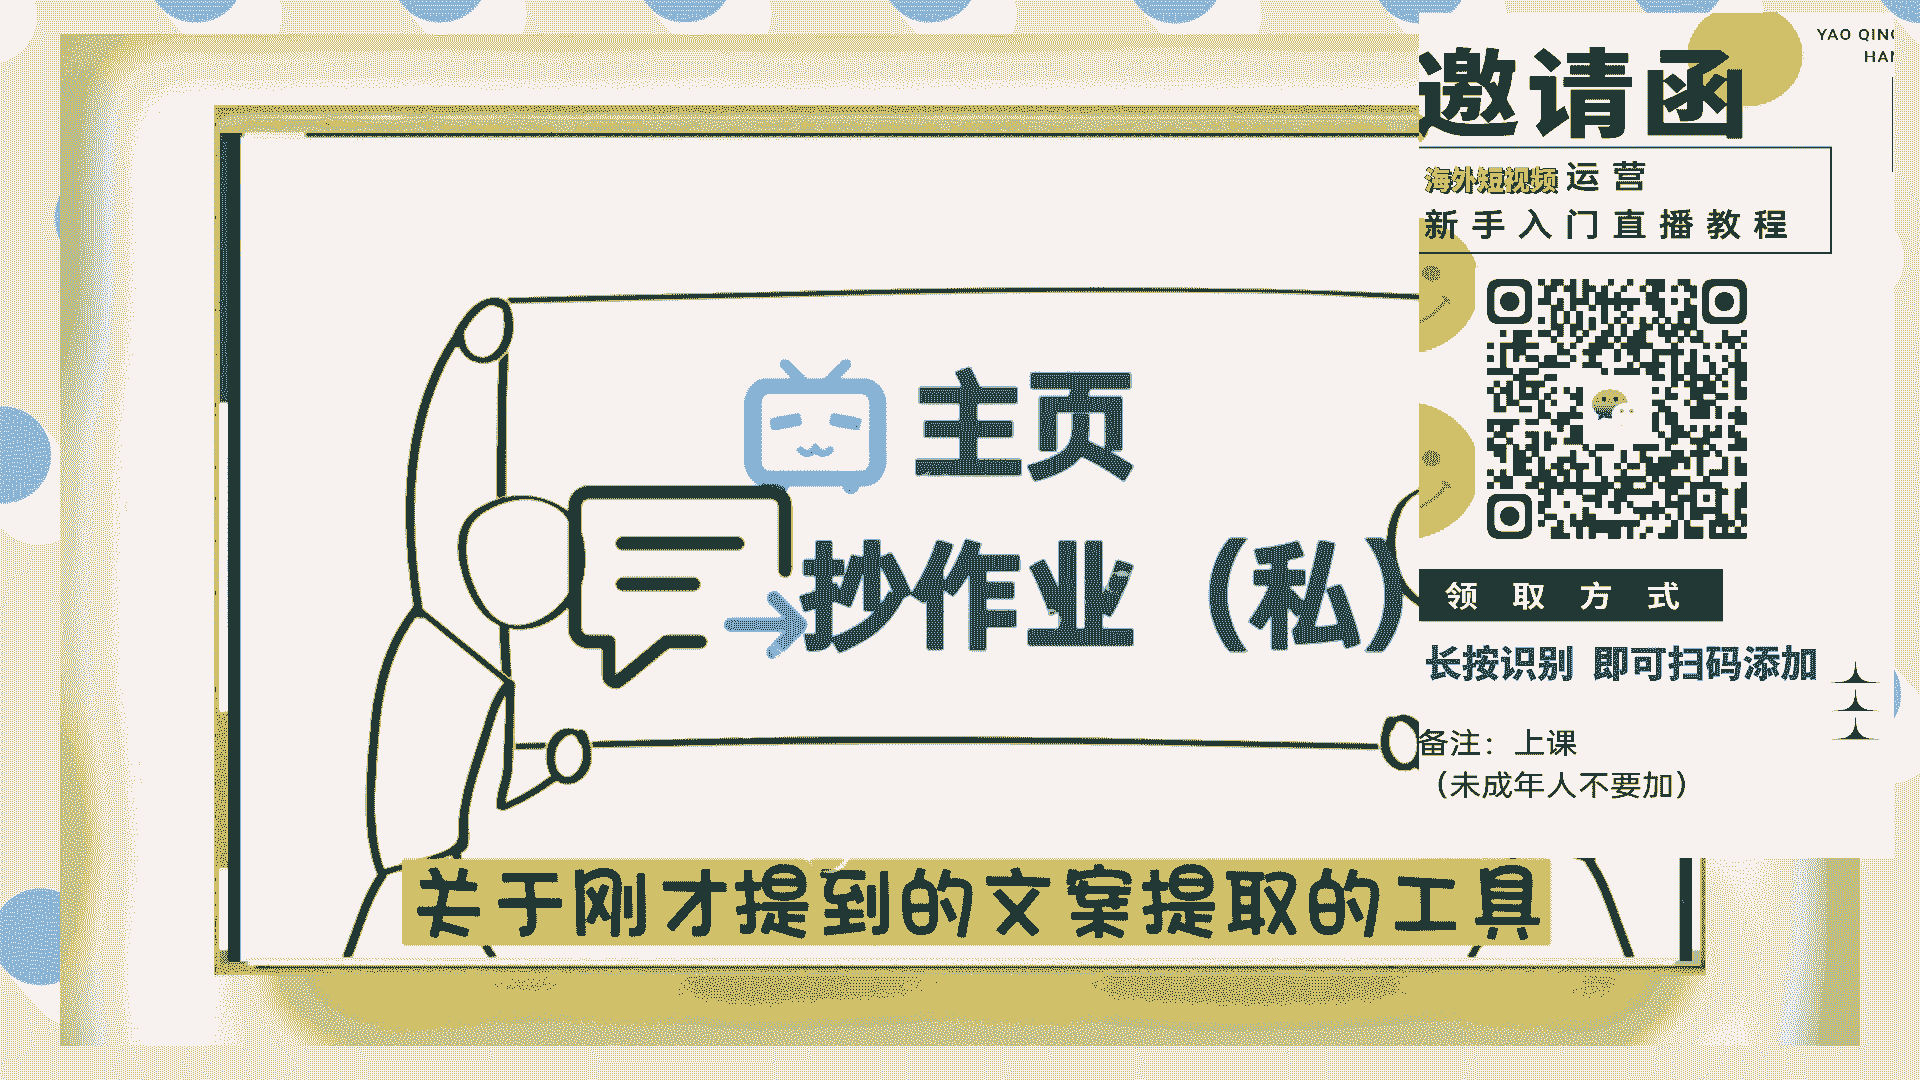 主页
抄作业（私）
关于刚才提到的文案提取的工具
YAO QING
HAN
邀请函
海外短视频运营
新手入门直播教程
领取方式
长按识别 即可扫码添加
备注：上课
（未成年人不要加）